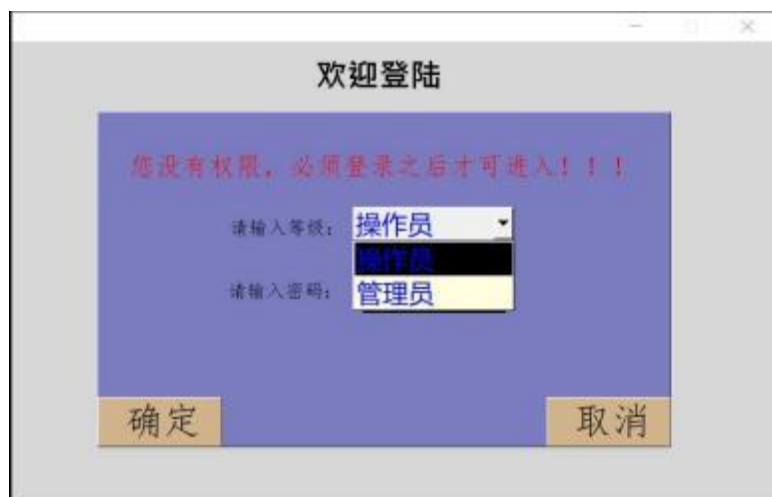 欢迎登陆
您没有权限，必须登录之后才可进入！！！
请输入等级： 操作员
操作员
请输入密码： 管理员
确定 取消